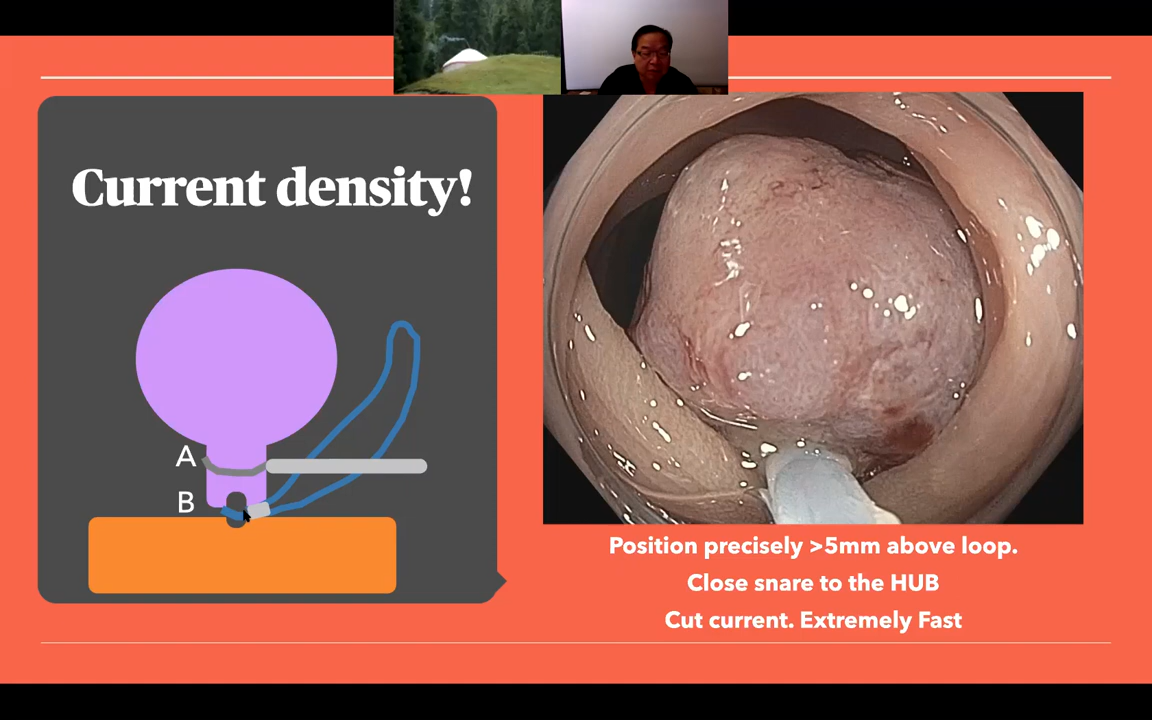 Current density!
A
B
Position precisely >5mm above loop.
Close snare to the HUB
Cut current. Extremely Fast